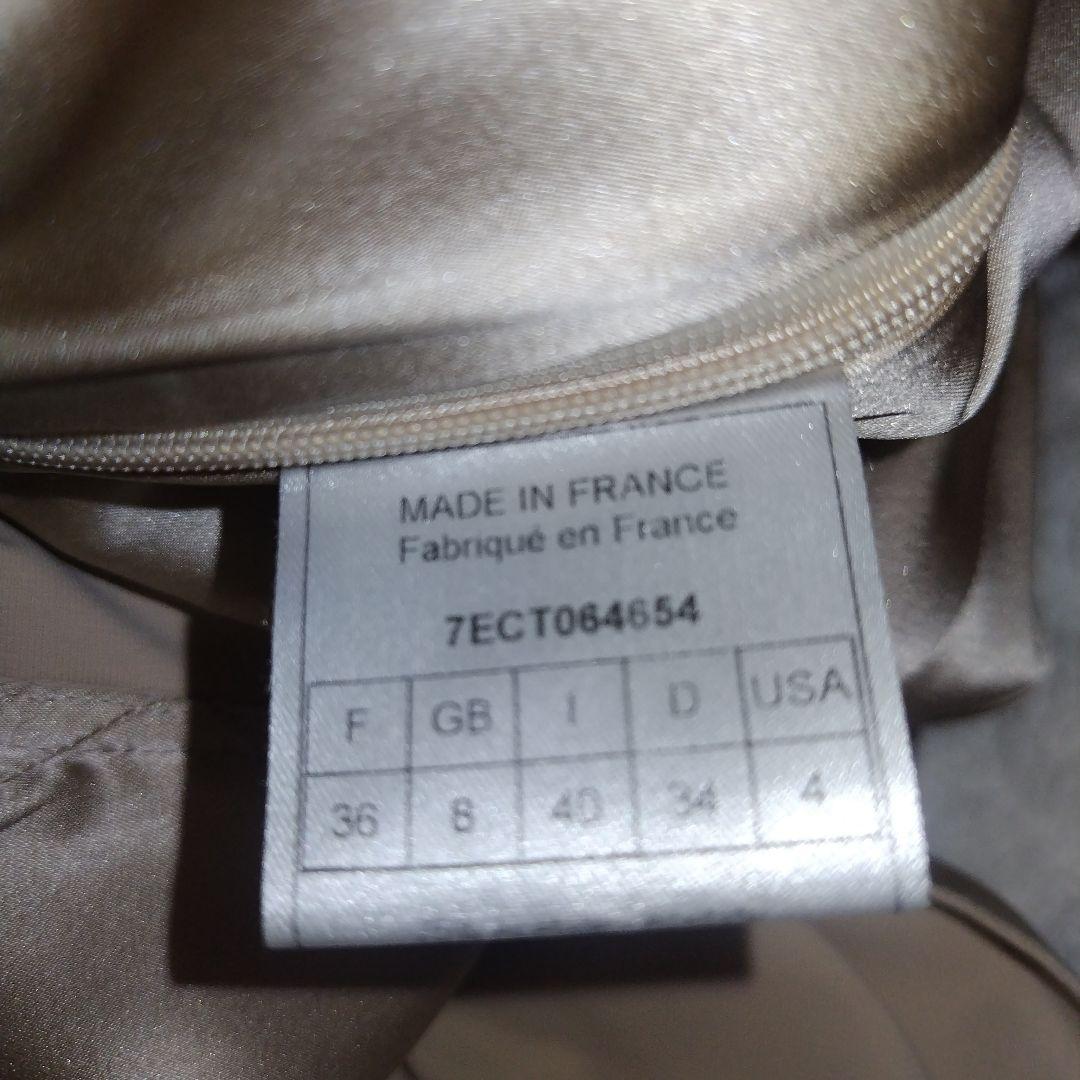 MADE IN FRANCE
Fabriqué en France
7ECT064654
F GB I D USA
36 8 40 34 4